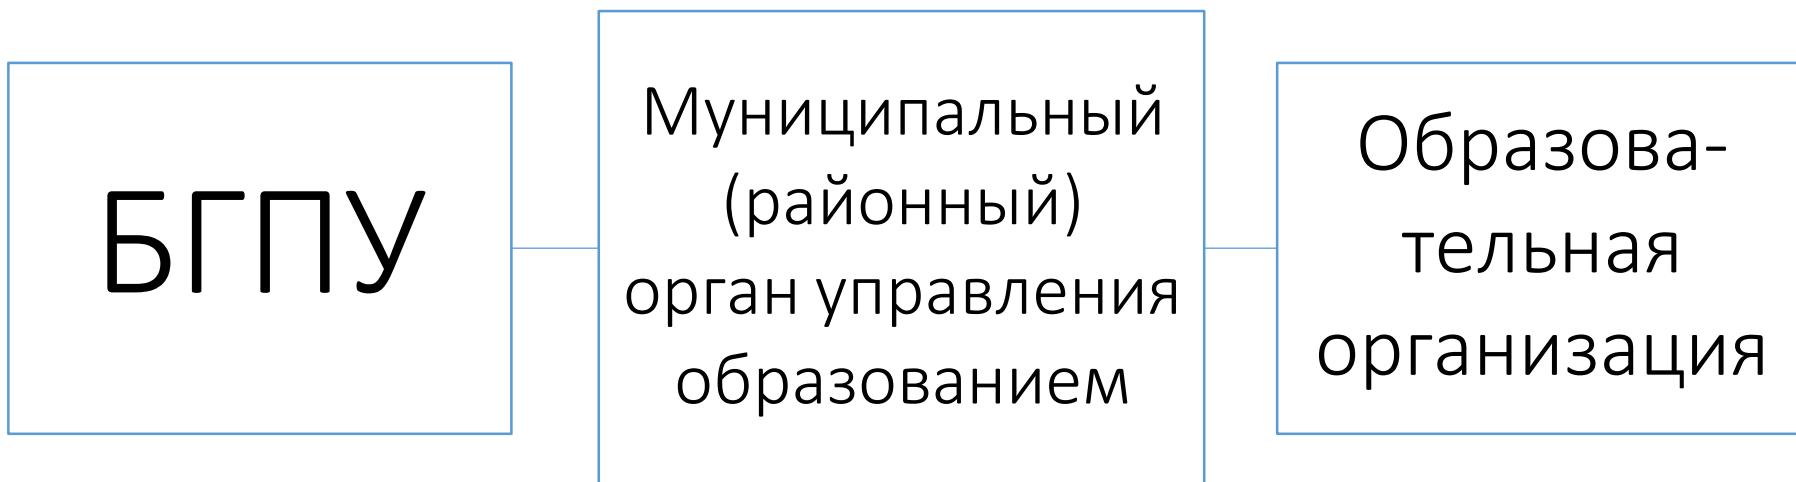 БГПУ
Муниципальный
(районный)
орган управления
образованием
Образова-
тельная
организация